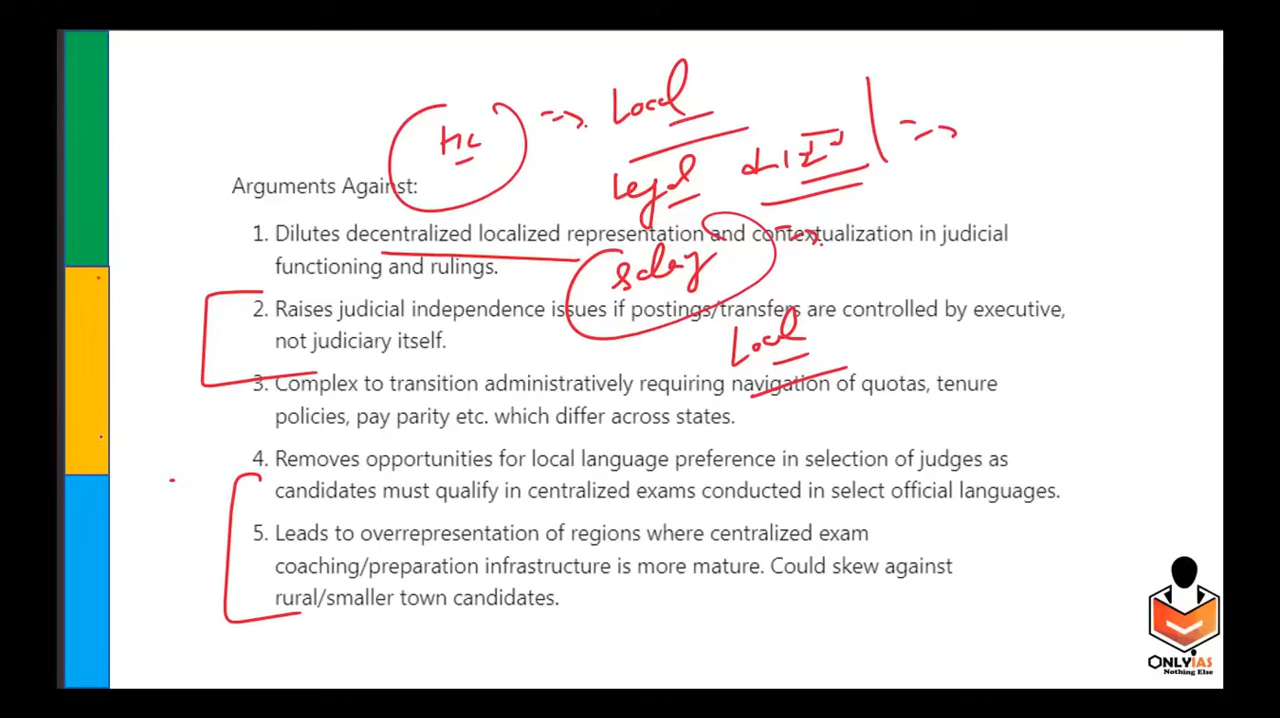 Local
HC
Legal
Arguments Against:
1. Dilutes decentralized localized representation and contextualization in judicial
functioning and rulings.
2. Raises judicial independence issues if postings/transfers are controlled by executive,
not judiciary itself.
Local
3. Complex to transition administratively requiring navigation of quotas, tenure
policies, pay parity etc. which differ across states.
4. Removes opportunities for local language preference in selection of judges as
candidates must qualify in centralized exams conducted in select official languages.
5. Leads to overrepresentation of regions where centralized exam
coaching/preparation infrastructure is more mature. Could skew against
rural/smaller town candidates.
ONLYIAS
Nothing Else